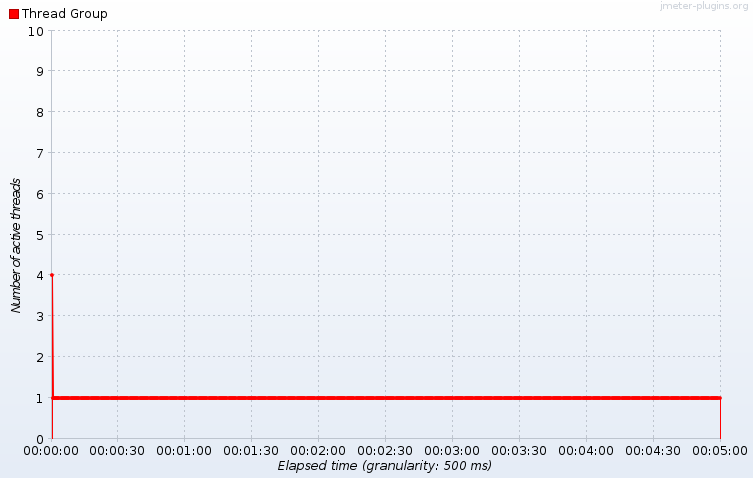 jmeter-plugins.org
Thread Group
10
9
8
7
6
5
4
3
2
1
0
Number of active threads
00:00:00 00:00:30 00:01:00 00:01:30 00:02:00 00:02:30 00:03:00 00:03:30 00:04:00 00:04:30 00:05:00
Elapsed time (granularity: 500 ms)